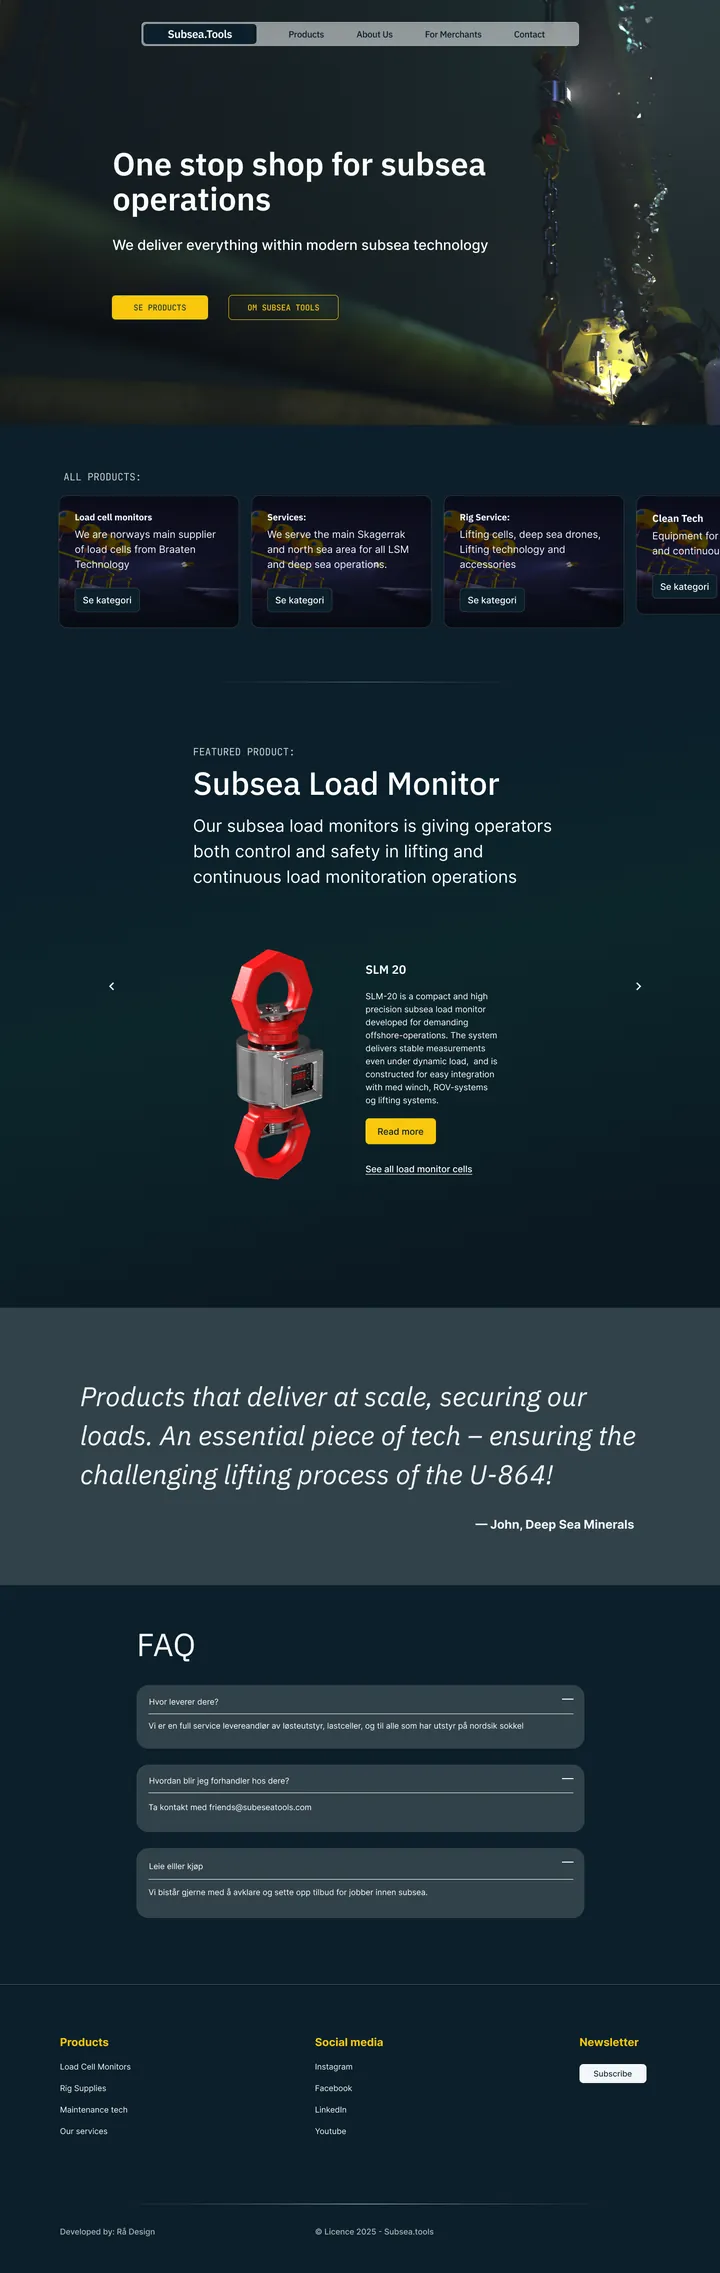 Subsea.Tools
Products
About Us
For Merchants
Contact
One stop shop for subsea
operations
We deliver everything within modern subsea technology
SE PRODUCTS
OM SUBSEA TOOLS
ALL PRODUCTS:
Load cell monitors
We are norways main supplier
of load cells from Braaten
Technology
Se kategori
Services:
We serve the main Skagerrak
and north sea area for all LSM
and deep sea operations.
Se kategori
Rig Service:
Lifting cells, deep sea drones,
Lifting technology and
accessories
Se kategori
Clean Tech
Equipment for
and continuou
Se kategori
FEATURED PRODUCT:
Subsea Load Monitor
Our subsea load monitors is giving operators
both control and safety in lifting and
continuous load monitoration operations
SLM 20
SLM-20 is a compact and high
precision subsea load monitor
developed for demanding
offshore-operations. The system
delivers stable measurements
even under dynamic load,  and is
constructed for easy integration
with med winch, ROV-systems
og lifting systems.
Read more
See all load monitor cells
Products that deliver at scale, securing our
loads. An essential piece of tech – ensuring the
challenging lifting process of the U-864!
— John, Deep Sea Minerals
FAQ
Hvor leverer dere?
Vi er en full service levereandlør av løsteutstyr, lastceller, og til alle som har utstyr på nordsik sokkel
Hvordan blir jeg forhandler hos dere?
Ta kontakt med friends@subeseatools.com
Leie elller kjøp
Vi bistår gjerne med å avklare og sette opp tilbud for jobber innen subsea.
Products
Load Cell Monitors
Rig Supplies
Maintenance tech
Our services
Social media
Instagram
Facebook
LinkedIn
Youtube
Newsletter
Subscribe
Developed by: Rå Design
© Licence 2025 - Subsea.tools